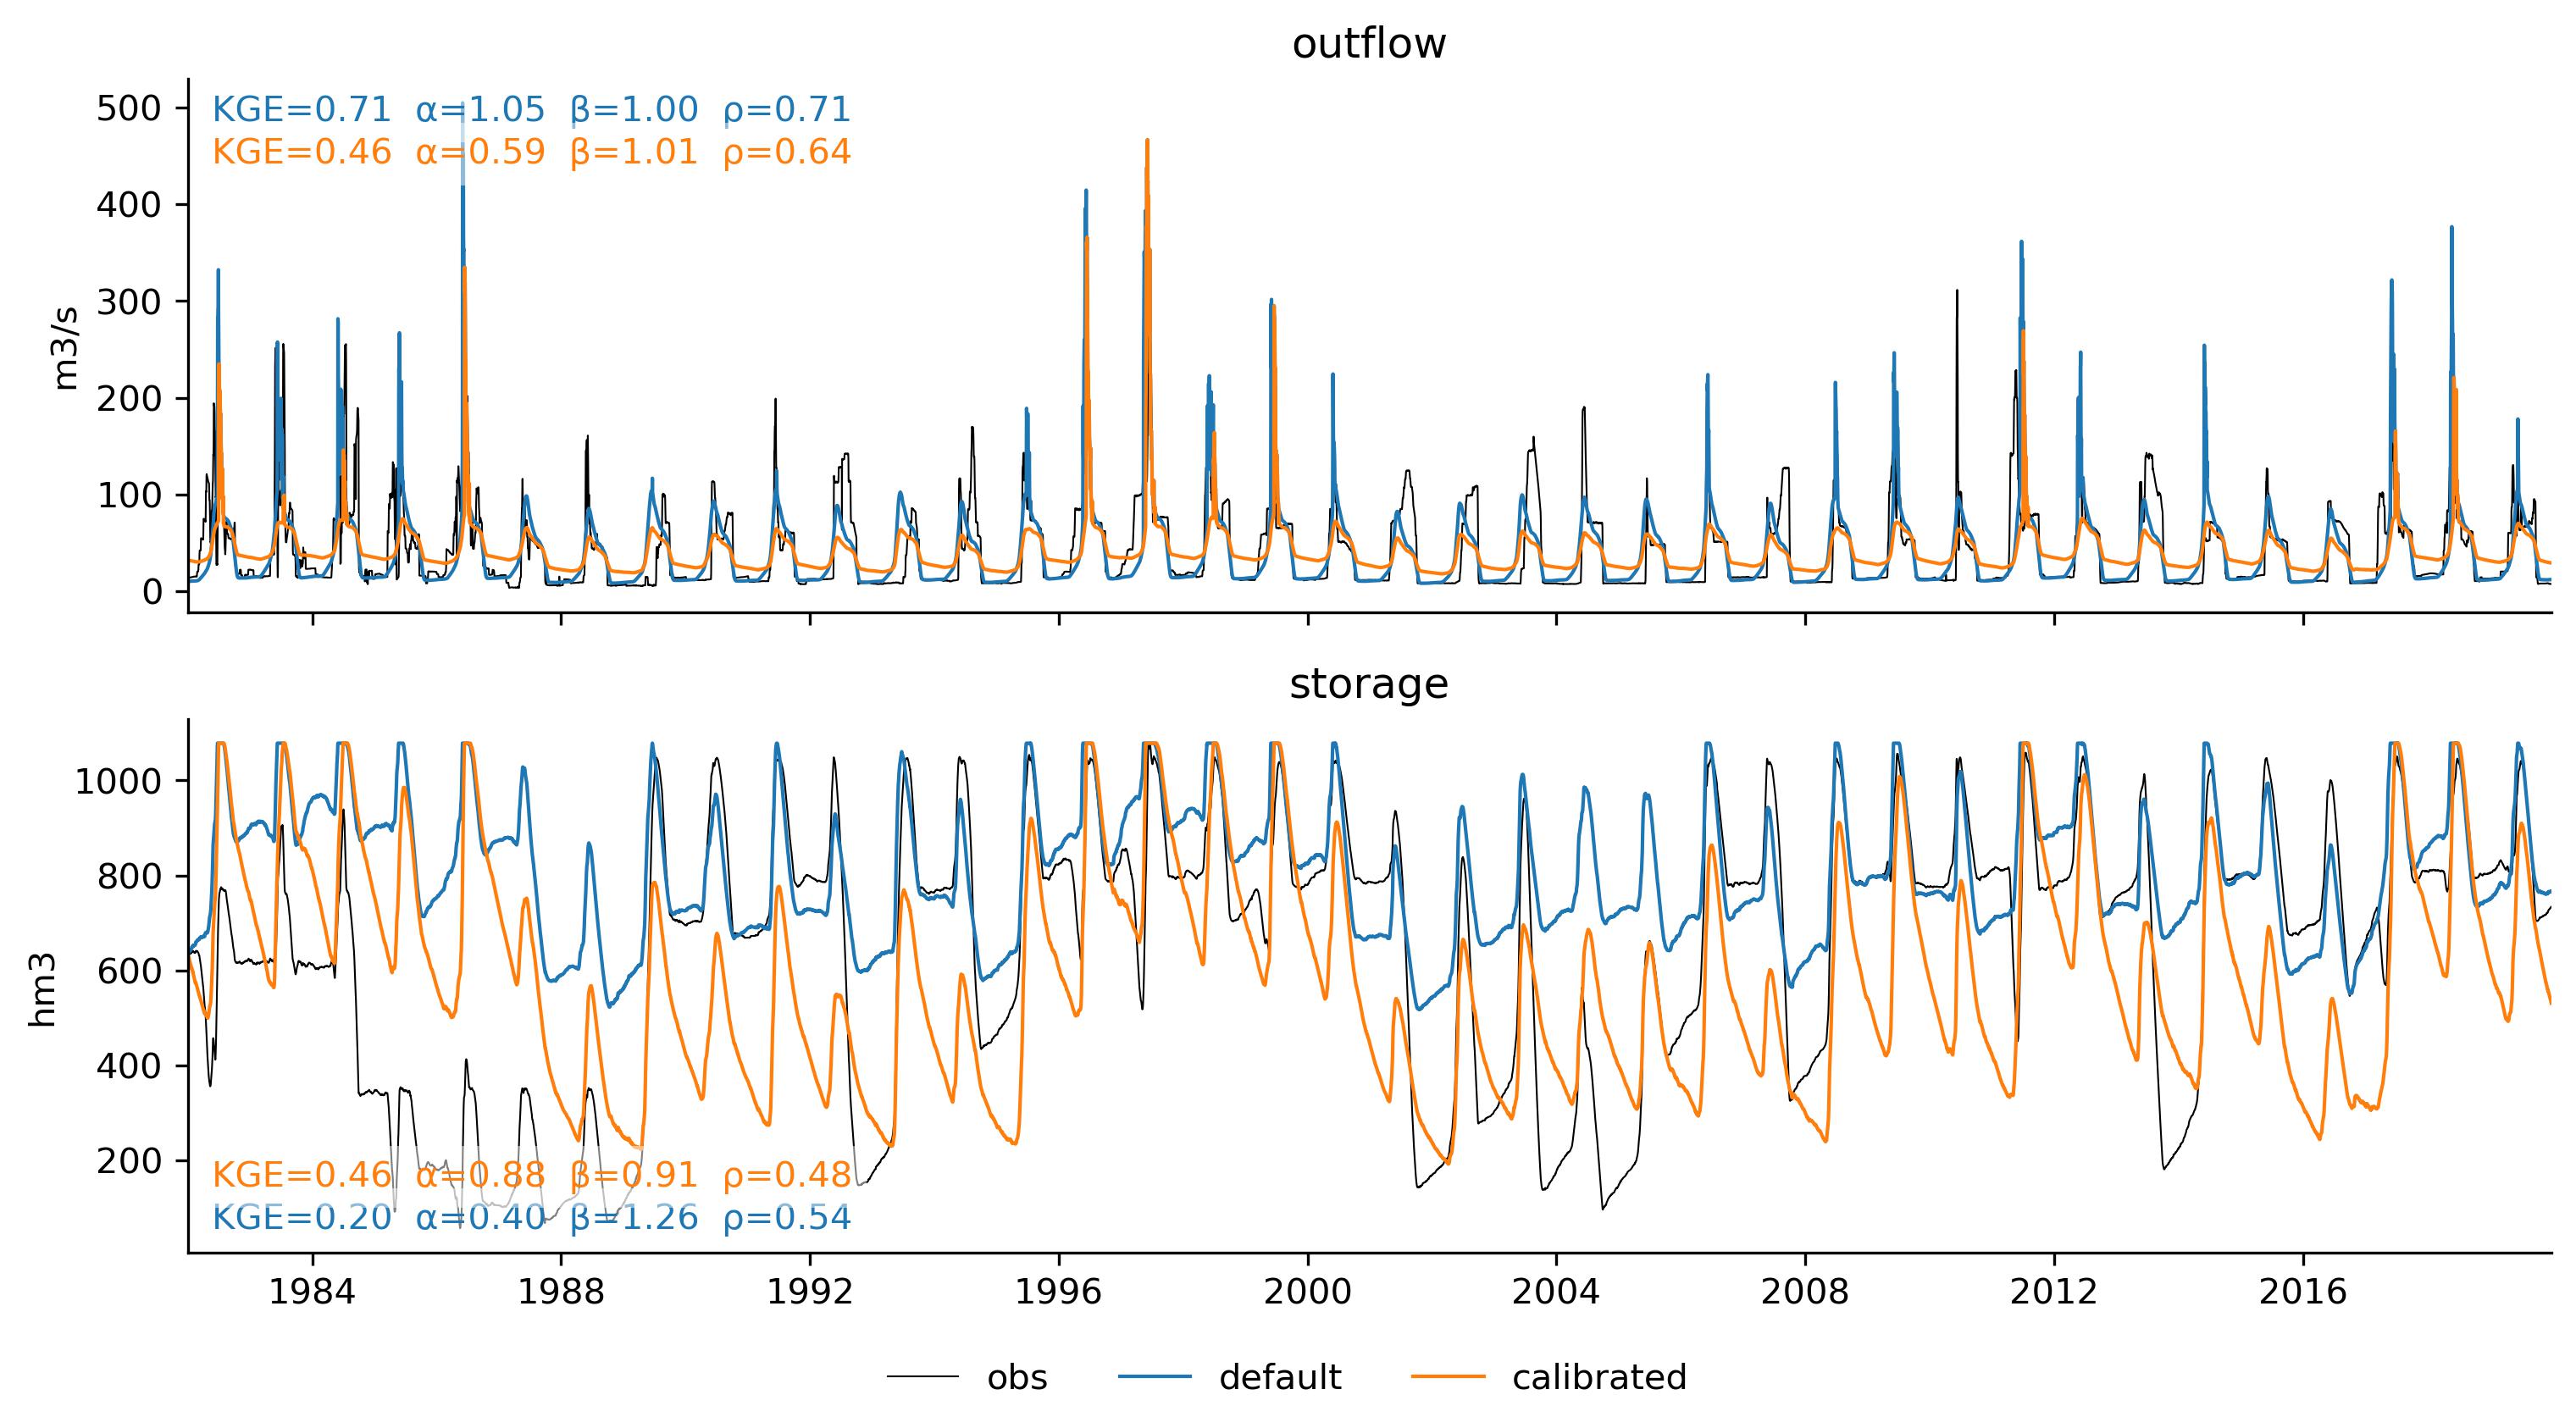 outflow
500
400
300
200
100
0
m3/s
KGE=0.71 α=1.05 β=1.00 ρ=0.71
KGE=0.46 α=0.59 β=1.01 ρ=0.64
storage
1000
800
600
400
200
hm3
KGE=0.46 α=0.88 β=0.91 ρ=0.48
KGE=0.20 α=0.40 β=1.26 ρ=0.54
1984 1988 1992 1996 2000 2004 2008 2012 2016
obs default calibrated